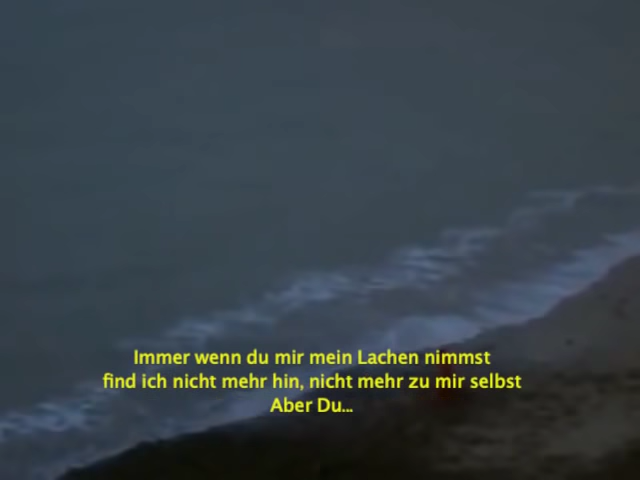 Immer wenn du mir mein Lachen nimmst
find ich nicht mehr hin, nicht mehr zu mir selbst
Aber Du...